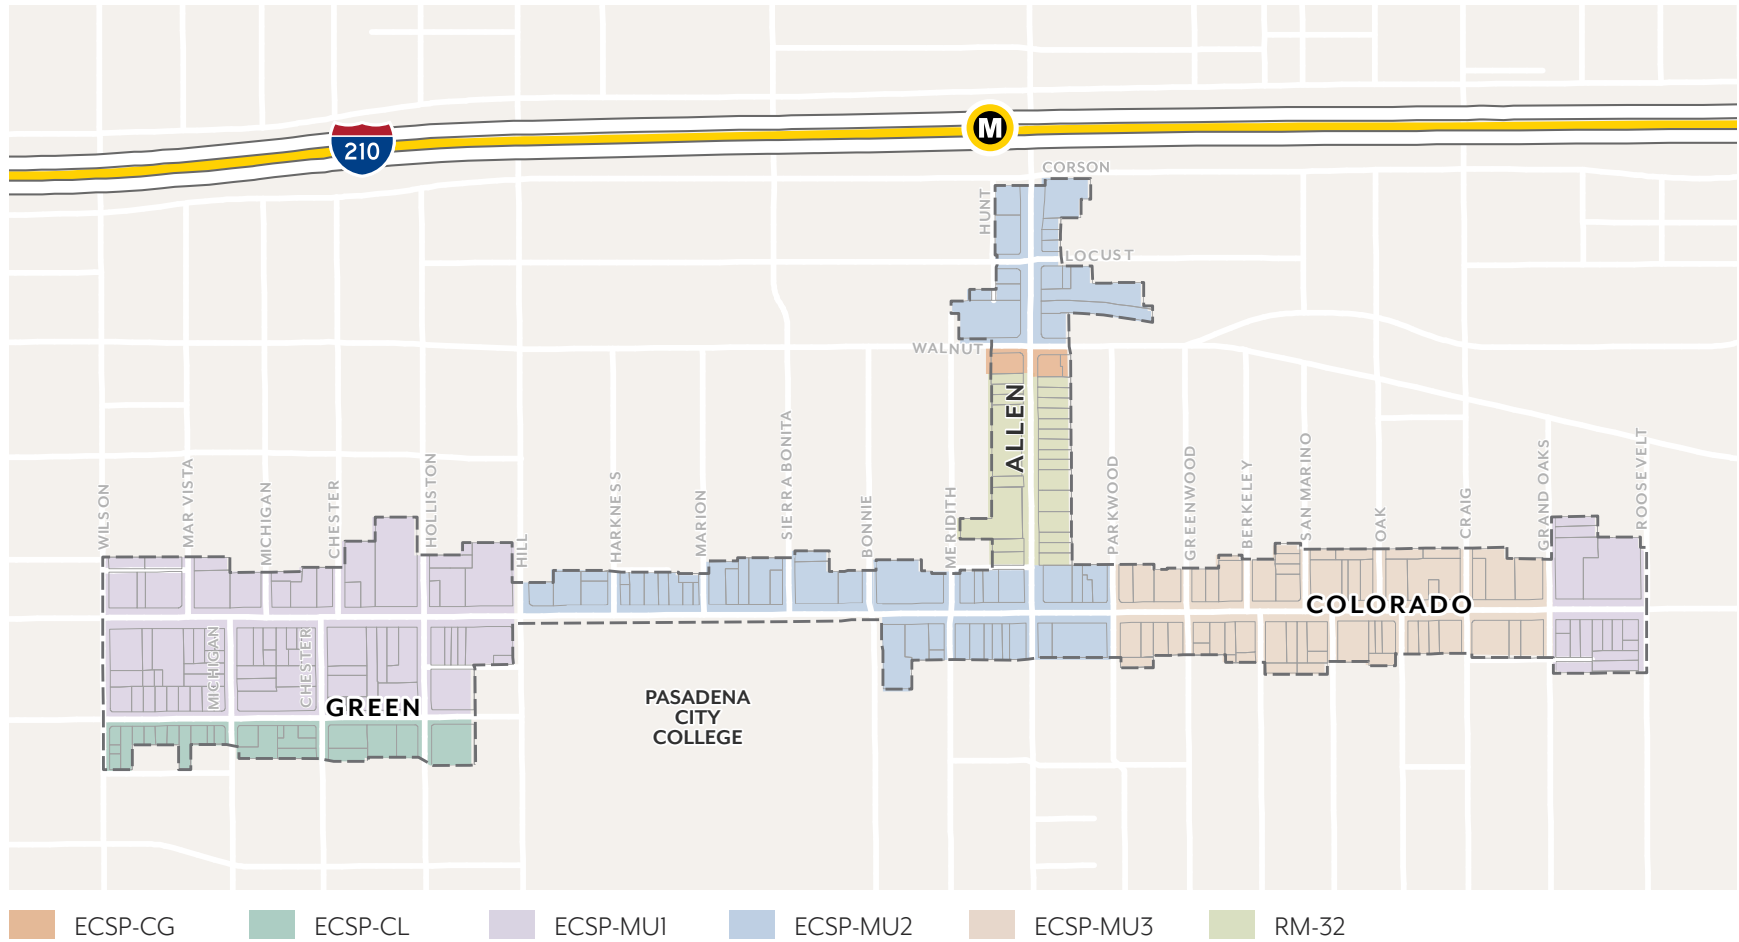 M
210
CORSON
HUNT
LOCUST
WALNUT
ALLEN
WILSON
MAR VISTA
MICHIGAN
CHESTER
HOLLISTON
HILL
HARKNESS
MARION
SIERRA BONITA
BONNIE
MERIDITH
PARKWOOD
GREENWOOD
BERKELEY
SAN MARINO
OAK
CRAIG
GRAND OAKS
ROOSEVELT
COLORADO
MICHIGAN
CHESTER
GREEN
PASADENA
CITY
COLLEGE
ECSP-CG
ECSP-CL
ECSP-MU1
ECSP-MU2
ECSP-MU3
RM-32